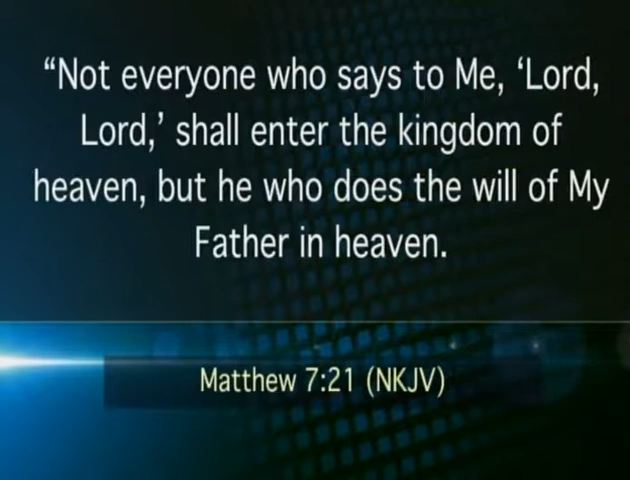 “Not everyone who says to Me, ‘Lord,
Lord,’ shall enter the kingdom of
heaven, but he who does the will of My
Father in heaven.
Matthew 7:21 (NKJV)